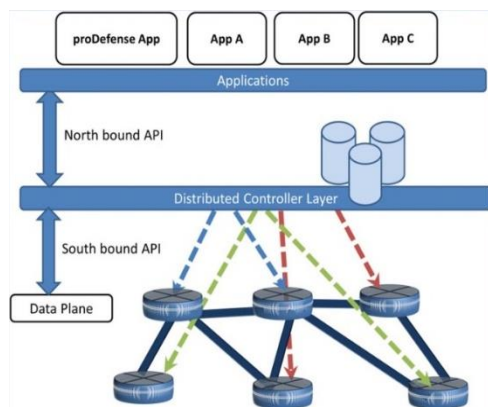 proDefense App
App A
App B
App C
Applications
North bound API
Distributed Controller Layer
South bound API
Data Plane